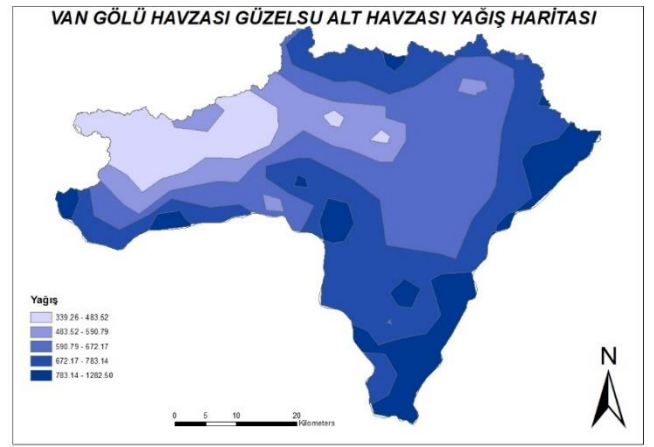 VAN GÖLÜ HAVZASI GÜZELSU ALT HAVZASI YAĞIŞ HARİTASI
Yağış
339.26 - 483.52
483.52 - 590.79
590.79 - 672.17
672.17 - 783.14
783.14 - 1282.50
0 5 10 20
Kilometers
N